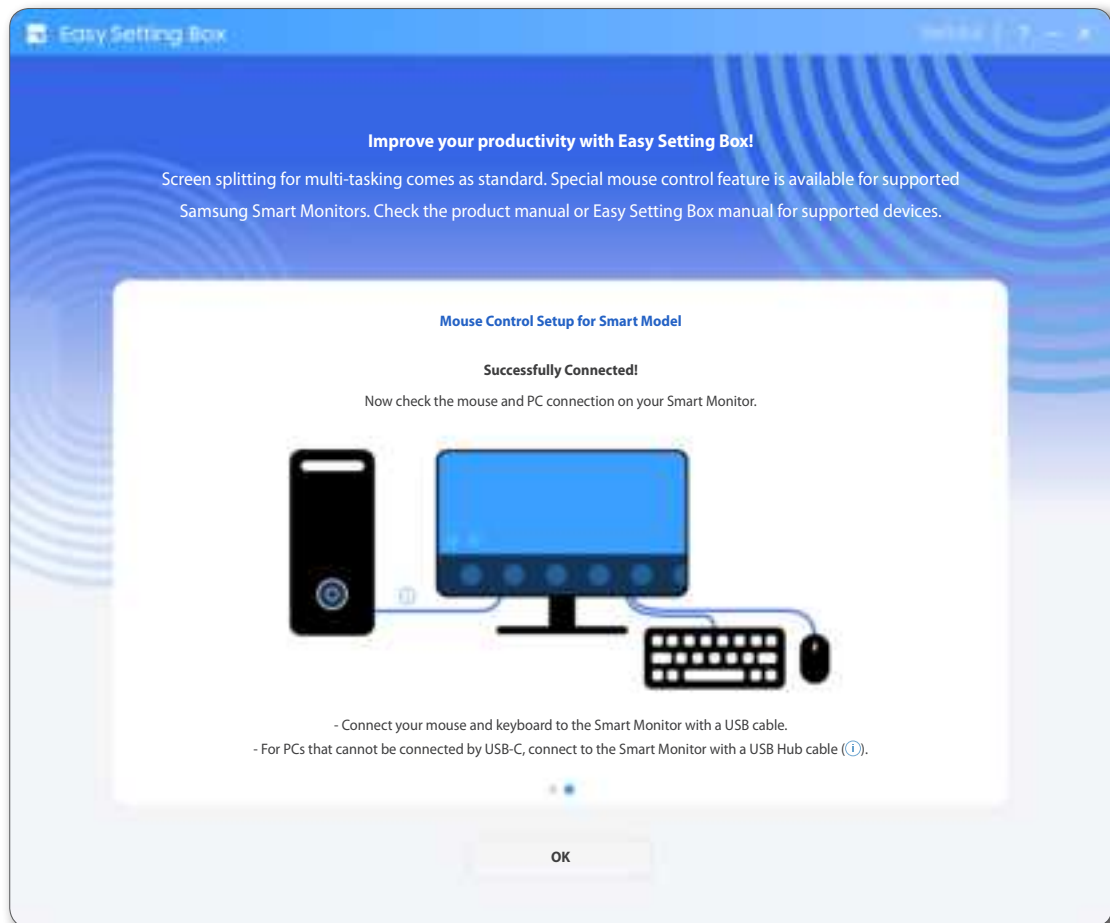 Easy Setting Box
?
Improve your productivity with Easy Setting Box!
Screen splitting for multi-tasking comes as standard. Special mouse control feature is available for supported
Samsung Smart Monitors. Check the product manual or Easy Setting Box manual for supported devices.
Mouse Control Setup for Smart Model
Successfully Connected!
Now check the mouse and PC connection on your Smart Monitor.
- Connect your mouse and keyboard to the Smart Monitor with a USB cable.
- For PCs that cannot be connected by USB-C, connect to the Smart Monitor with a USB Hub cable (ⓘ).
OK